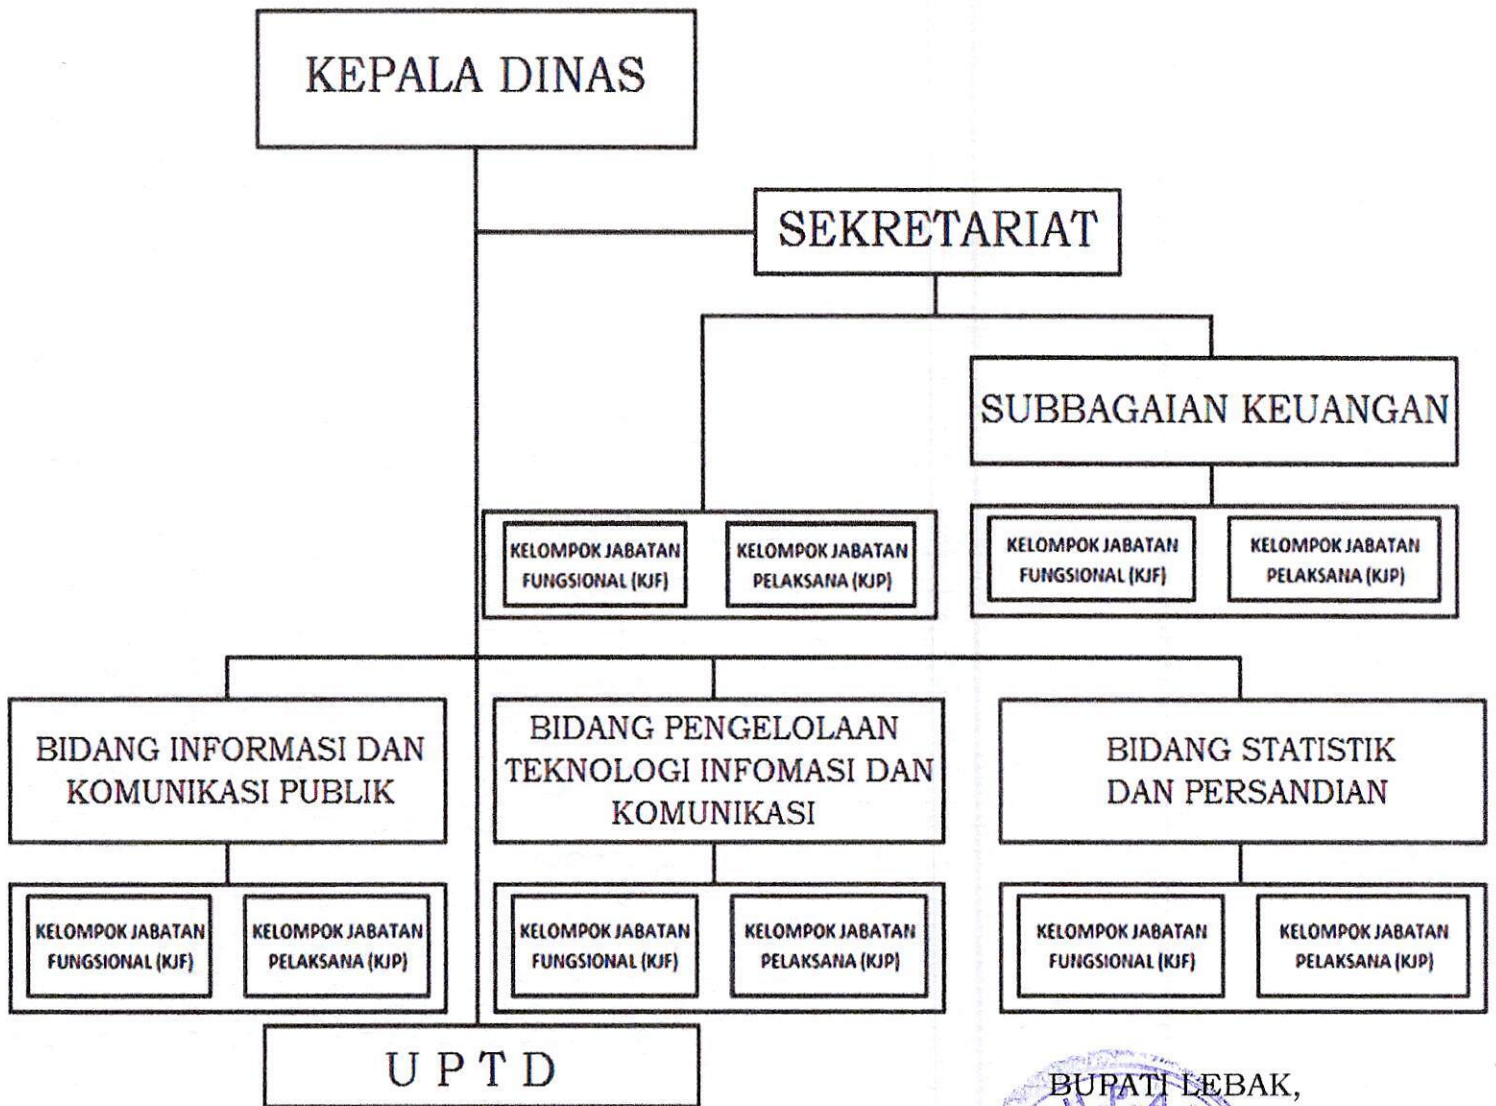 KEPALA DINAS
SEKRETARIAT
SUBBAGAIAN KEUANGAN
KELOMPOK JABATAN
FUNGSIONAL (KJF)
KELOMPOK JABATAN
PELAKSANA (KJP)
KELOMPOK JABATAN
FUNGSIONAL (KJF)
KELOMPOK JABATAN
PELAKSANA (KJP)
BIDANG INFORMASI DAN
KOMUNIKASI PUBLIK
BIDANG PENGELOLAAN
TEKNOLOGI INFOMASI DAN
KOMUNIKASI
BIDANG STATISTIK
DAN PERSANDIAN
KELOMPOK JABATAN
FUNGSIONAL (KJF)
KELOMPOK JABATAN
PELAKSANA (KJP)
KELOMPOK JABATAN
FUNGSIONAL (KJF)
KELOMPOK JABATAN
PELAKSANA (KJP)
KELOMPOK JABATAN
FUNGSIONAL (KJF)
KELOMPOK JABATAN
PELAKSANA (KJP)
U P T D
BUPATI LEBAK,